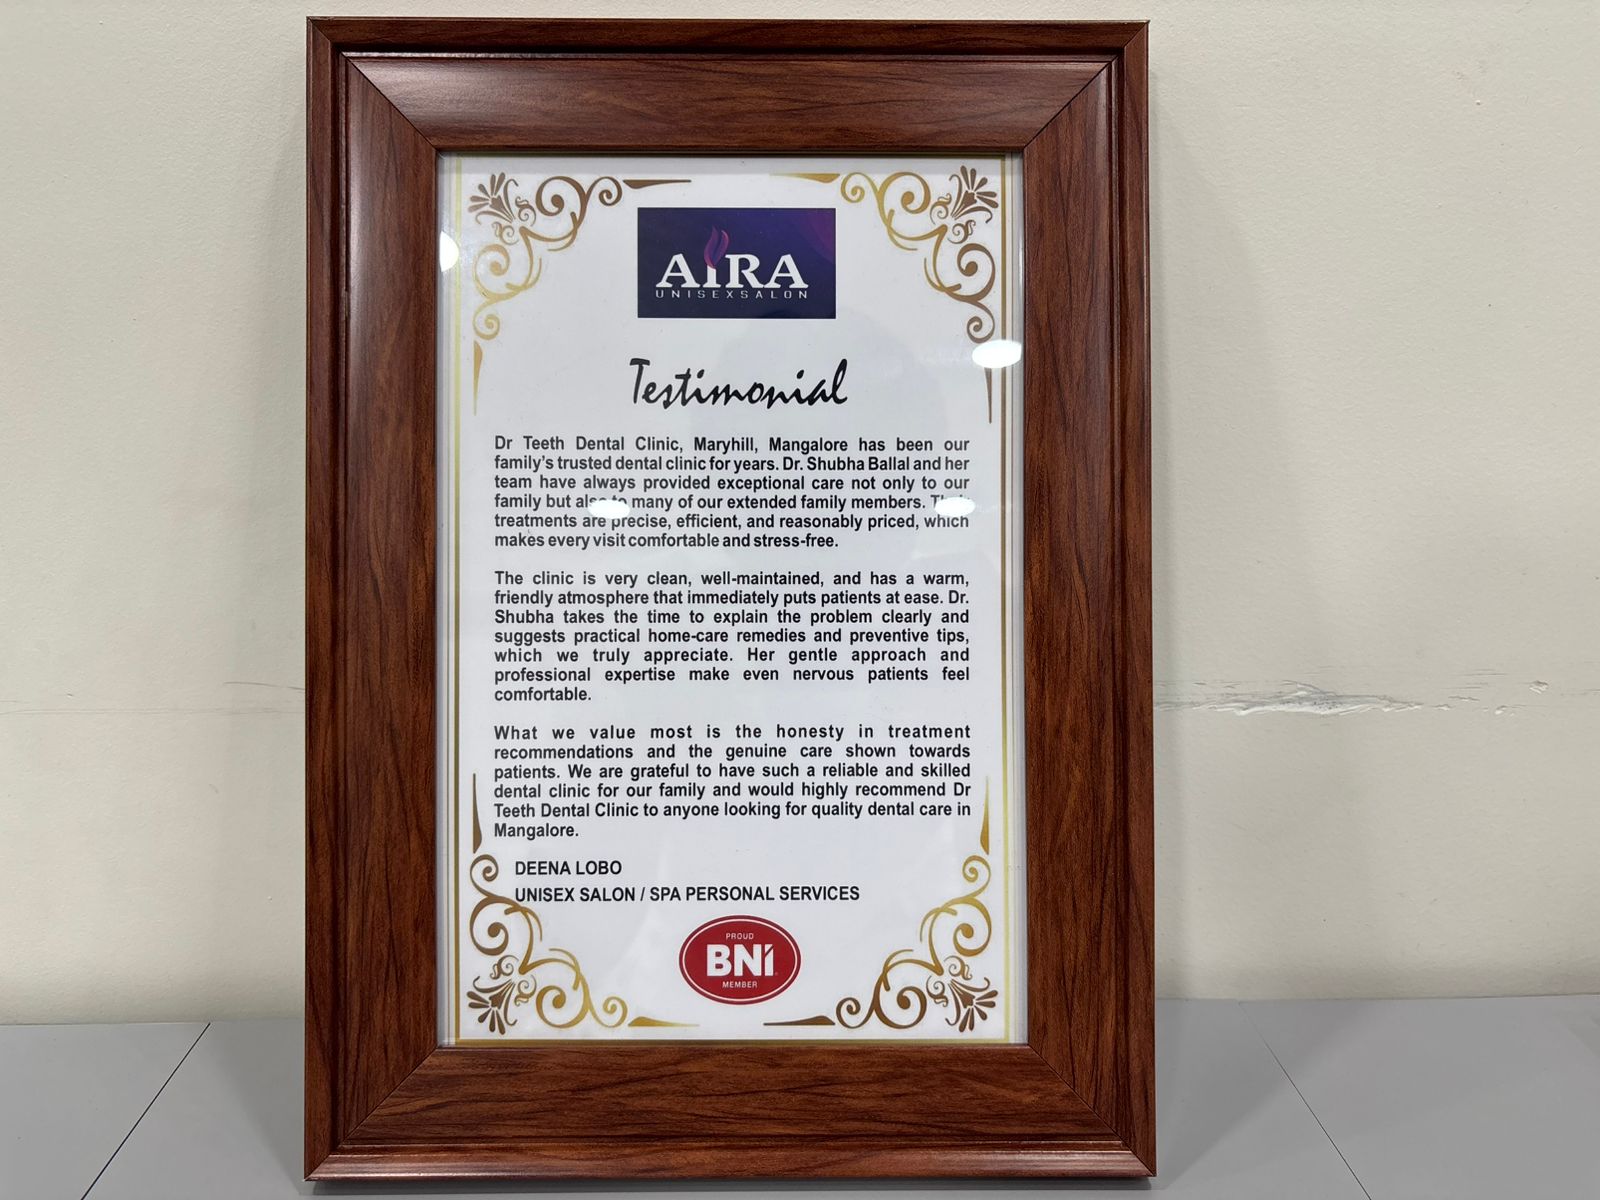 AIRA
UNISEXSALON
Testimonial
Dr Teeth Dental Clinic, Maryhill, Mangalore has been our
family's trusted dental clinic for years. Dr. Shubha Ballal and her
team have always provided exceptional care not only to our
family but also to many of our extended family members. Their
treatments are precise, efficient, and reasonably priced, which
makes every visit comfortable and stress-free.
The clinic is very clean, well-maintained, and has a warm,
friendly atmosphere that immediately puts patients at ease. Dr.
Shubha takes the time to explain the problem clearly and
suggests practical home-care remedies and preventive tips,
which we truly appreciate. Her gentle approach and
professional expertise make even nervous patients feel
comfortable.
What we value most is the honesty in treatment
recommendations and the genuine care shown towards
patients. We are grateful to have such a reliable and skilled
dental clinic for our family and would highly recommend Dr
Teeth Dental Clinic to anyone looking for quality dental care in
Mangalore.
DEENA LOBO
UNISEX SALON / SPA PERSONAL SERVICES
PROUD
BNI
MEMBER